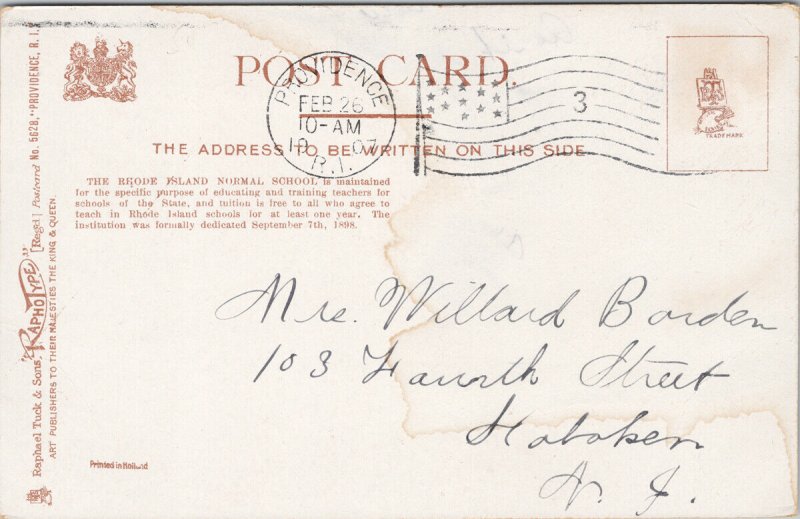 POST CARD.
PROVIDENCE
FEB 26
10-AM
19 07
R.I.
3
TRADE MARK
THE ADDRESS TO BE WRITTEN ON THIS SIDE
THE RHODE ISLAND NORMAL SCHOOL is maintained
for the specific purpose of educating and training teachers for
schools of the State, and tuition is free to all who agree to
teach in Rhode Island schools for at least one year. The
institution was formally dedicated September 7th, 1898.
Mrs. Willard Borden
103 Fourth Street
Hoboken
N. J.
Printed in Holland
Raphael Tuck & Sons' "RAPHOTYPE" [Regd] Postcard No. 5628, "PROVIDENCE, R. I.
ART PUBLISHERS TO THEIR MAJESTIES THE KING & QUEEN.